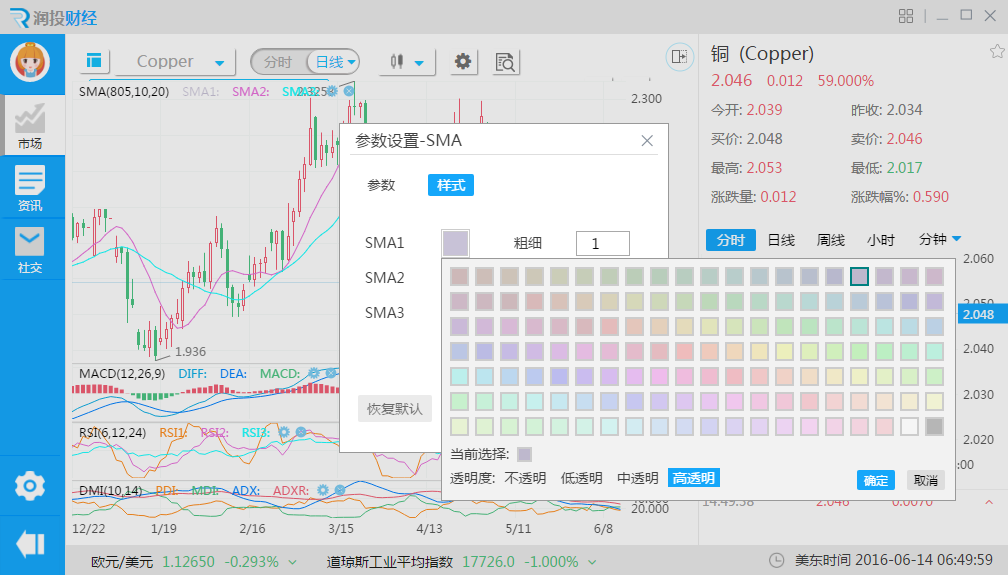 润投财经
Copper 分时 日线
SMA(805,10,20) SMA1: SMA2: SMA3: 2.3253
2.300
铜 (Copper)
2.046 0.012 59.000%
今开: 2.039 昨收: 2.034
买价: 2.048 卖价: 2.046
最高: 2.053 最低: 2.017
涨跌量: 0.012 涨跌幅%: 0.590
分时 日线 周线 小时 分钟
市场
资讯
社交
参数设置-SMA
参数 样式
SMA1 粗细 1
SMA2
SMA3
恢复默认
当前选择:
透明度: 不透明 低透明 中透明 高透明
确定 取消
2.060
2.050
2.048
2.040
2.030
2.020
:00
1.936
MACD(12,26,9) DIFF: DEA: MACD:
RSI(6,12,24) RSI1: RSI2: RSI3:
DMI(10,14) PDI: MDI: ADX: ADXR:
20.000
14:49:58 2.046 0.0070
12/22 1/19 2/16 3/15 4/13 5/11 6/8
欧元/美元 1.12650 -0.293% 道琼斯工业平均指数 17726.0 -1.000% 美东时间 2016-06-14 06:49:59